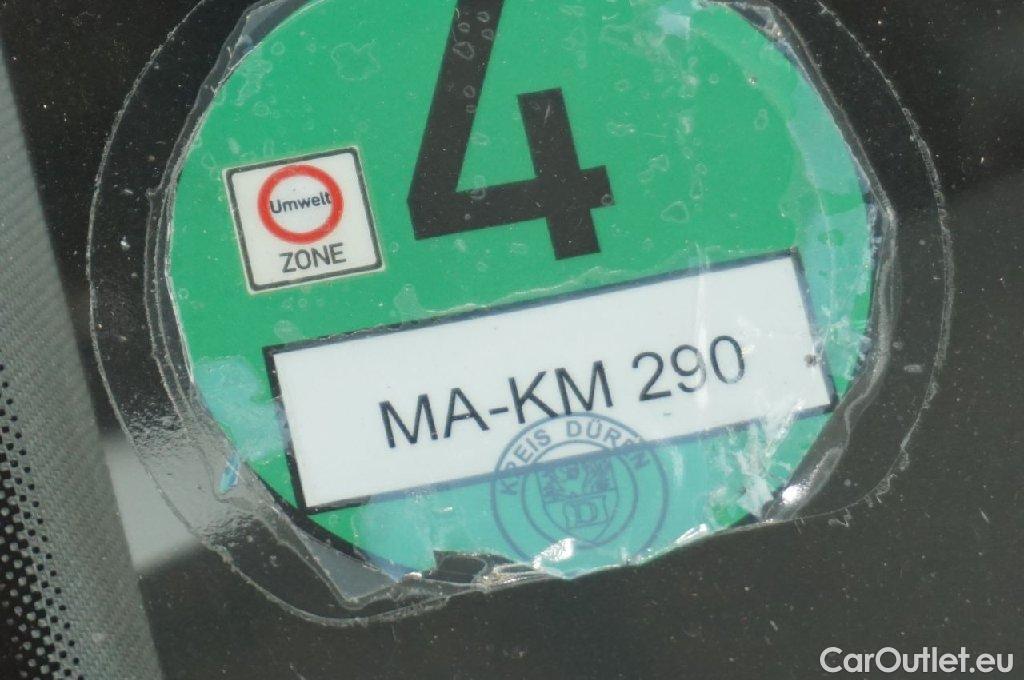 4
Umwelt
ZONE
MA-KM 290
KREIS DÜREN
CarOutlet.eu